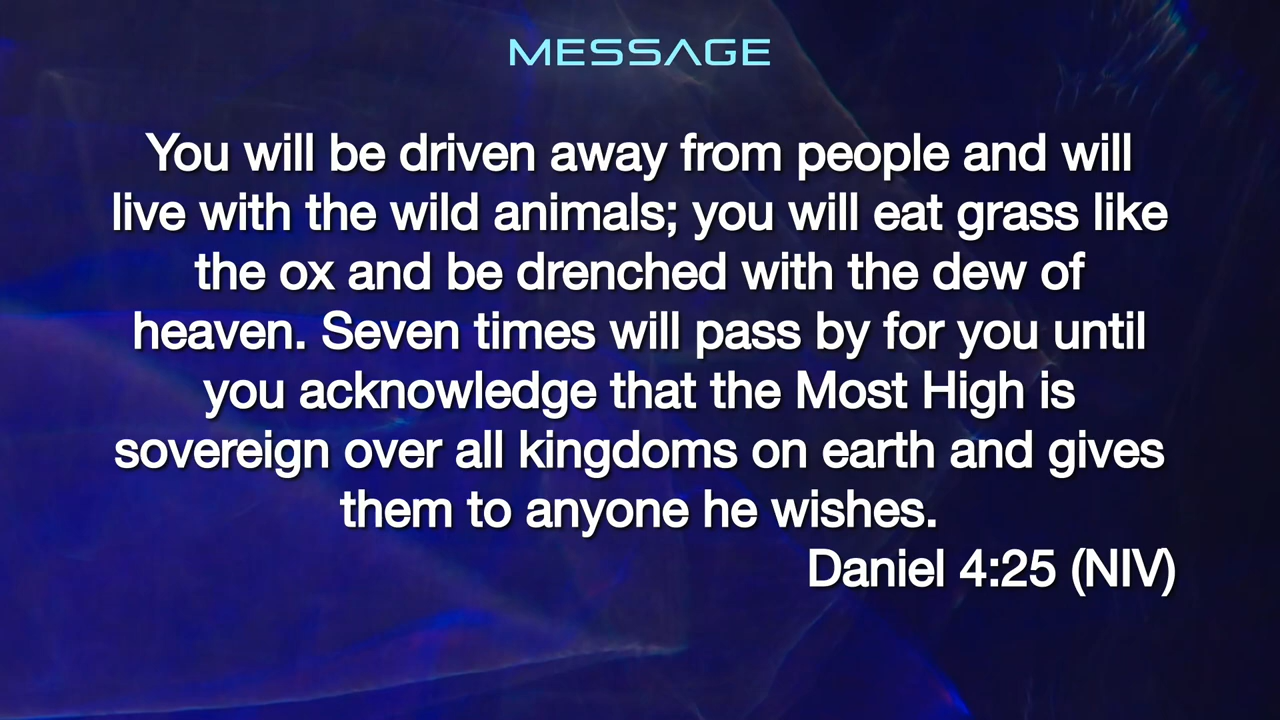 MESSAGE
You will be driven away from people and will
live with the wild animals; you will eat grass like
the ox and be drenched with the dew of
heaven. Seven times will pass by for you until
you acknowledge that the Most High is
sovereign over all kingdoms on earth and gives
them to anyone he wishes.
Daniel 4:25 (NIV)